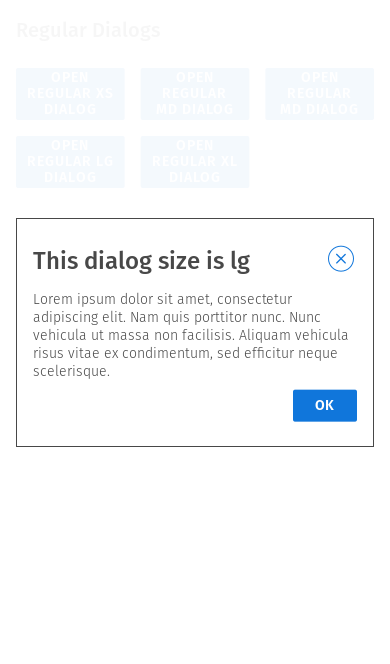 Regular Dialogs
OPEN
REGULAR XS
DIALOG
OPEN
REGULAR
MD DIALOG
OPEN
REGULAR
MD DIALOG
OPEN
REGULAR LG
DIALOG
OPEN
REGULAR XL
DIALOG
This dialog size is lg
Lorem ipsum dolor sit amet, consectetur
adipiscing elit. Nam quis porttitor nunc. Nunc
vehicula ut massa non facilisis. Aliquam vehicula
risus vitae ex condimentum, sed efficitur neque
scelerisque.
OK